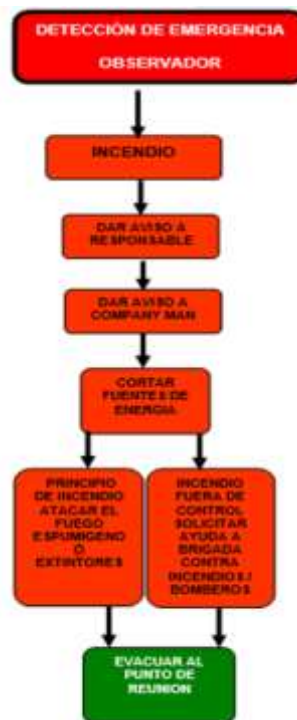 DETECCIÓN DE EMERGENCIA
OBSERVADOR
INCENDIO
DAR AVISO A
RESPONSABLE
DAR AVISO A
COMPANY MAN
CORTAR
FUENTES DE
ENERGIA
PRINCIPIO
DE INCENDIO
ATACAR EL
FUEGO
ESPUMIGENO
Ó
EXTINTORES
INCENDIO
FUERA DE
CONTROL
SOLICITAR
AYUDA A
BRIGADA
CONTRA
INCENDIOS /
BOMBEROS
EVACUAR AL
PUNTO DE
REUNION